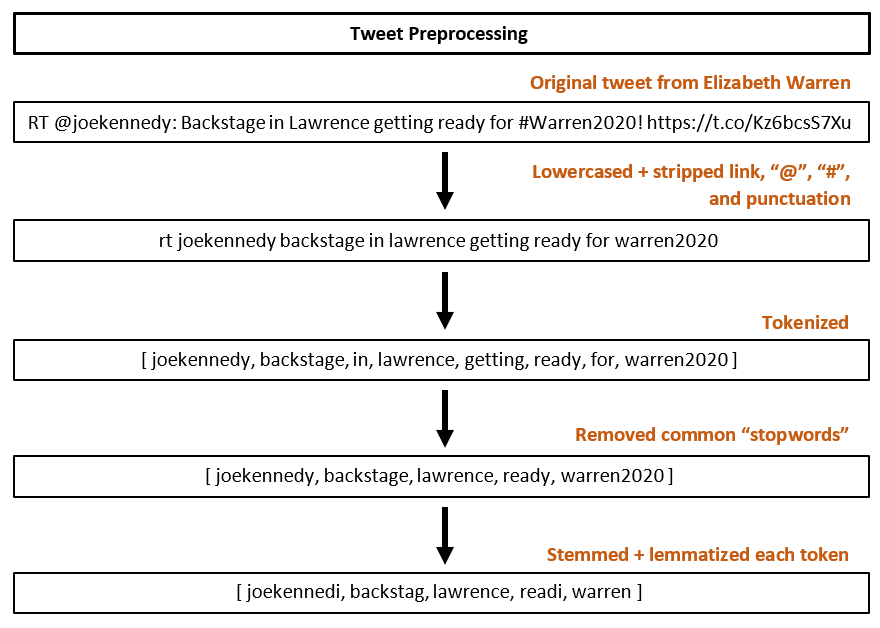 Tweet Preprocessing
Original tweet from Elizabeth Warren
RT @joekennedy: Backstage in Lawrence getting ready for #Warren2020! https://t.co/Kz6bcsS7Xu
Lowercased + stripped link, “@”, “#”,
and punctuation
rt joekennedy backstage in lawrence getting ready for warren2020
Tokenized
[ joekennedy, backstage, in, lawrence, getting, ready, for, warren2020 ]
Removed common “stopwords”
[ joekennedy, backstage, lawrence, ready, warren2020 ]
Stemmed + lemmatized each token
[ joekennedi, backstag, lawrence, readi, warren ]